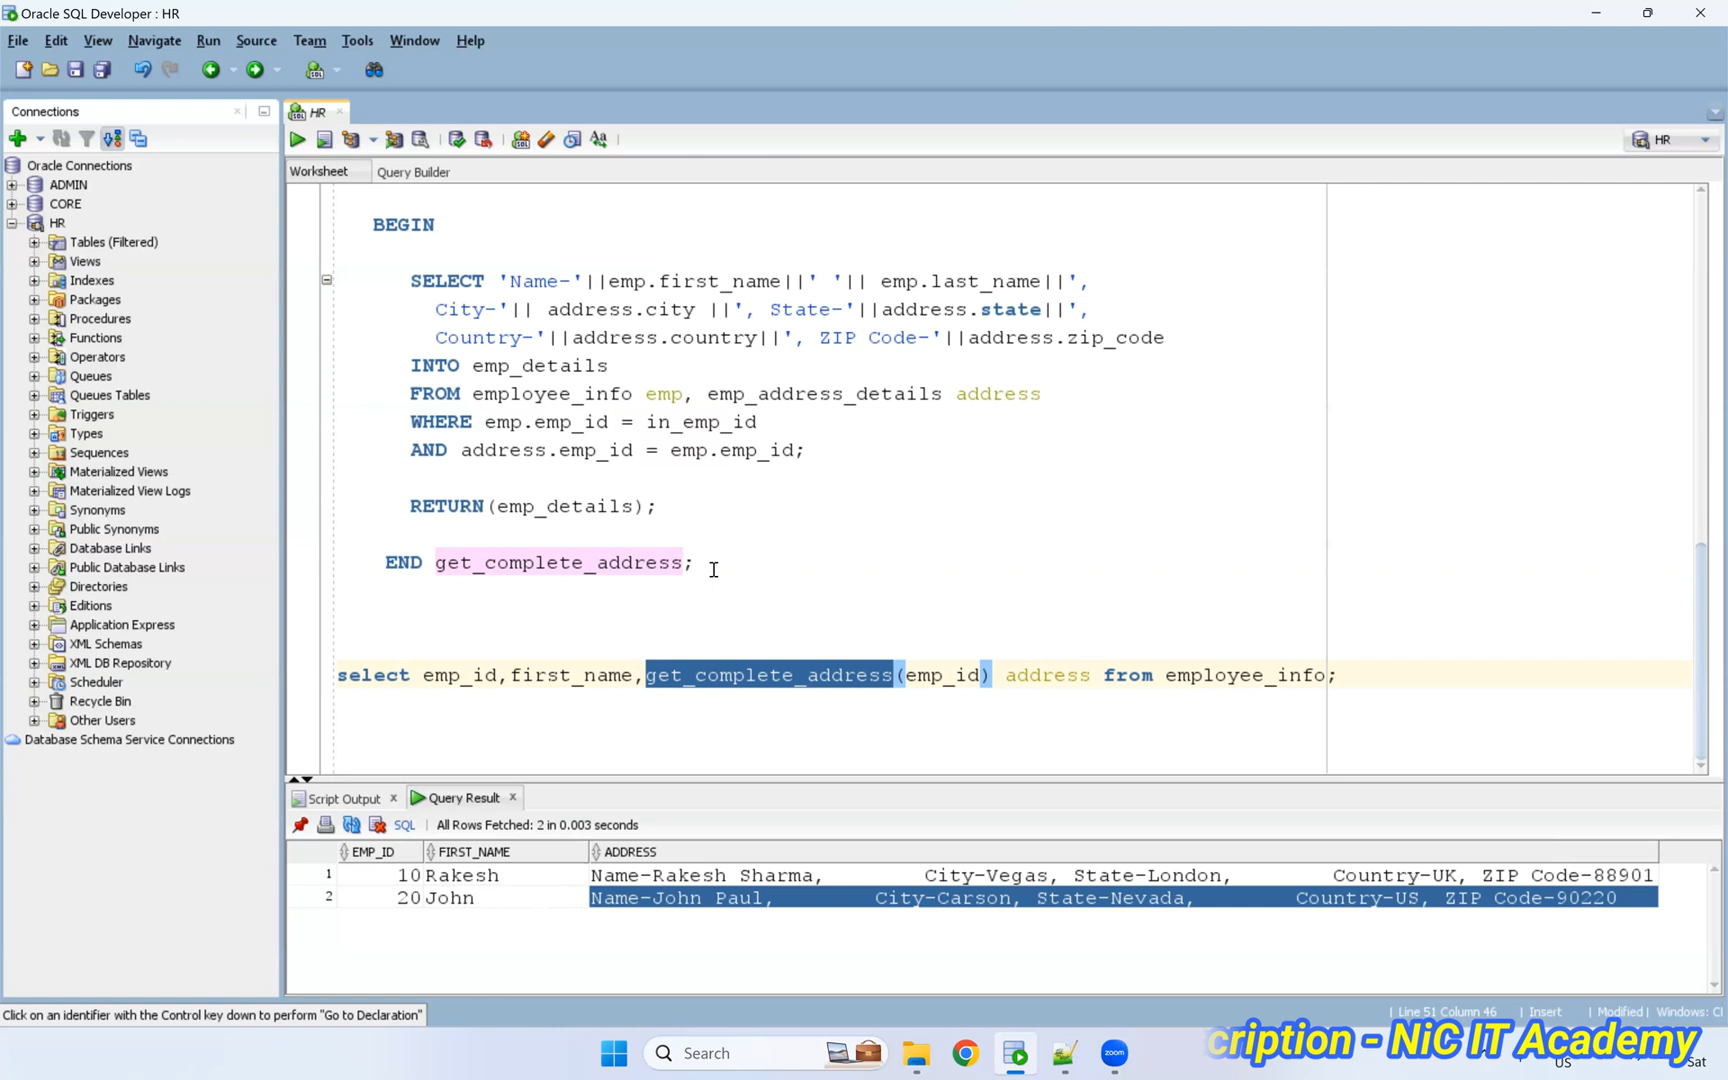 Oracle SQL Developer : HR
File Edit View Navigate Run Source Team Tools Window Help
Connections
HR
HR
Oracle Connections
Worksheet Query Builder
ADMIN
CORE
HR
Tables (Filtered)
Views
Indexes
Packages
Procedures
Functions
Operators
Queues
Queues Tables
Triggers
Types
Sequences
Materialized Views
Materialized View Logs
Synonyms
Public Synonyms
Database Links
Public Database Links
Directories
Editions
Application Express
XML Schemas
XML DB Repository
Scheduler
Recycle Bin
Other Users
Database Schema Service Connections
BEGIN
SELECT 'Name-'||emp.first_name||' '|| emp.last_name||',
City-'|| address.city ||', State-'||address.state||',
Country-'||address.country||', ZIP Code-'||address.zip_code
INTO emp_details
FROM employee_info emp, emp_address_details address
WHERE emp.emp_id = in_emp_id
AND address.emp_id = emp.emp_id;
RETURN(emp_details);
END get_complete_address;
select emp_id,first_name,get_complete_address(emp_id) address from employee_info;
Script Output Query Result
SQL All Rows Fetched: 2 in 0.003 seconds
EMP_ID FIRST_NAME ADDRESS
1 10 Rakesh Name-Rakesh Sharma, City-Vegas, State-London, Country-UK, ZIP Code-88901
2 20 John Name-John Paul, City-Carson, State-Nevada, Country-US, ZIP Code-90220
Click on an identifier with the Control key down to perform "Go to Declaration"
Line 51 Column 46 Insert Modified Windows: C
cription - NiC IT Academy
Search
zoom
US
Sat